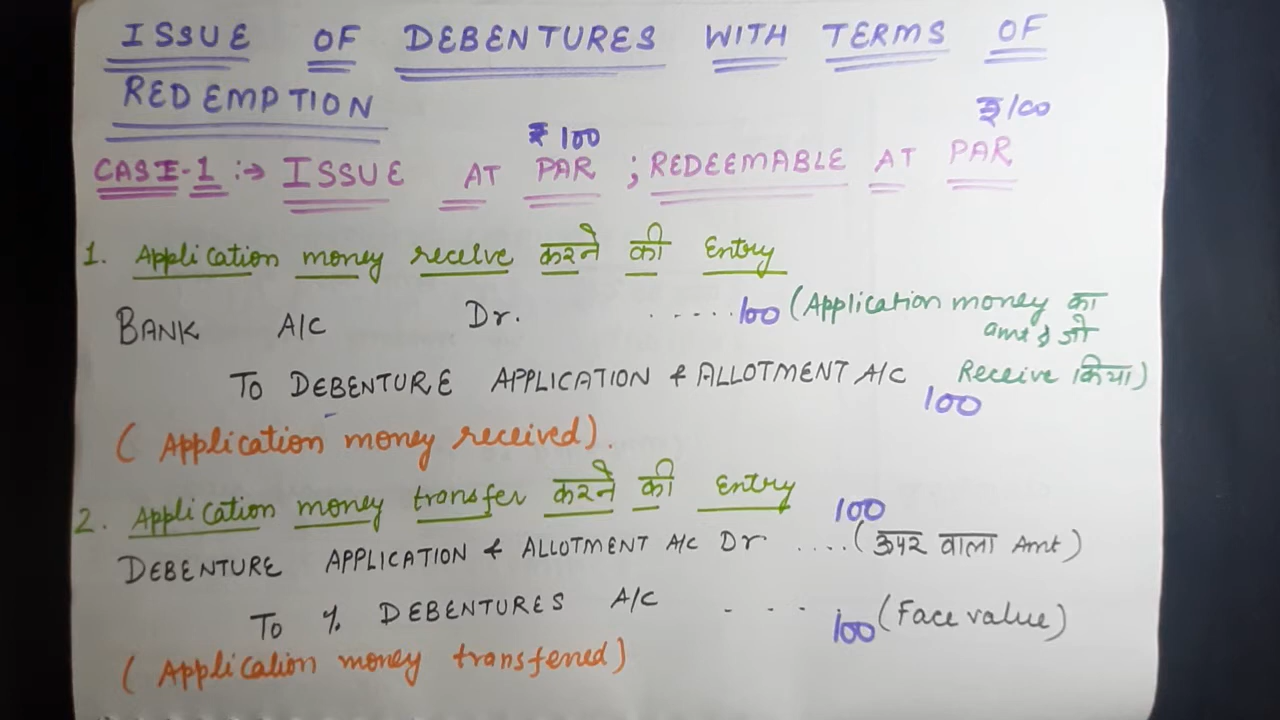 ISSUE OF DEBENTURES WITH TERMS OF
REDEMPTION
₹ 100 ₹ 100
CASE-1 :→ ISSUE AT PAR ; REDEEMABLE AT PAR
1. Application money receive करने की Entry
BANK A/C Dr. ...... 100 (Application money का
amt जो
TO DEBENTURE APPLICATION & ALLOTMENT A/C Receive किया)
100
( Application money received).
2. Application money transfer करने की Entry
100
DEBENTURE APPLICATION & ALLOTMENT A/C Dr ....(ऊपर वाला Amt)
To % DEBENTURES A/C - - - . 100 (Face value)
( Application money transferred)